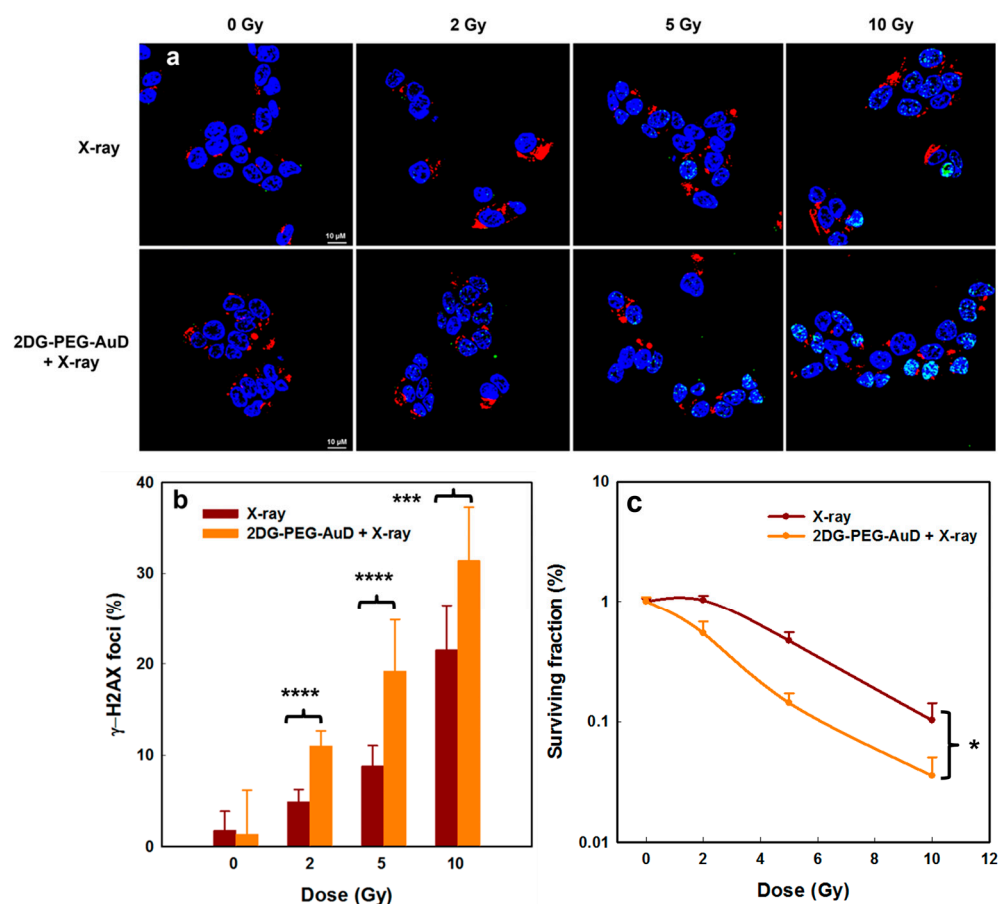 0 Gy 2 Gy 5 Gy 10 Gy
a
X-ray
10 µM
2DG-PEG-AuD
+ X-ray
10 µM
b
X-ray
2DG-PEG-AuD + X-ray
γ–H2AX foci (%)
40
30
20
10
0
****
****
***
0 2 5 10
Dose (Gy)
c
X-ray
2DG-PEG-AuD + X-ray
Surviving fraction (%)
10
1
0.1
0.01
*
0 2 4 6 8 10 12
Dose (Gy)